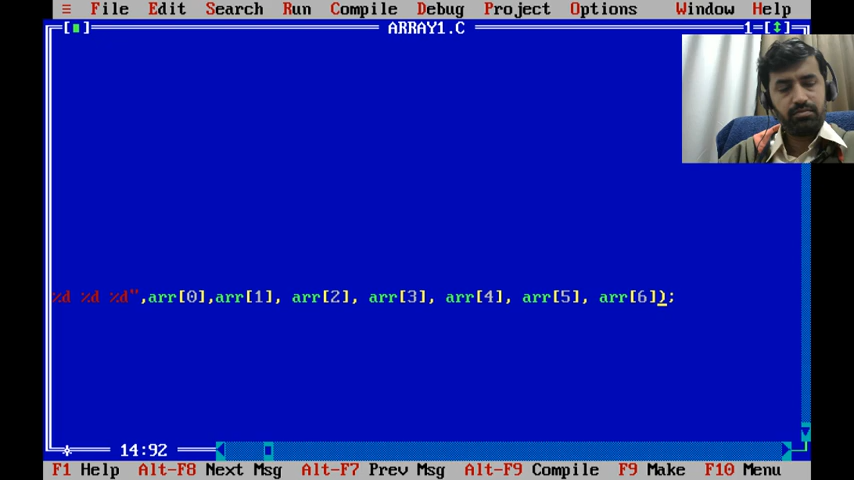 ≡ File Edit Search Run Compile Debug Project Options Window Help
[■] ARRAY1.C 1=[↕]
%d %d %d",arr[0],arr[1], arr[2], arr[3], arr[4], arr[5], arr[6]);
* 14:92
F1 Help Alt-F8 Next Msg Alt-F7 Prev Msg Alt-F9 Compile F9 Make F10 Menu